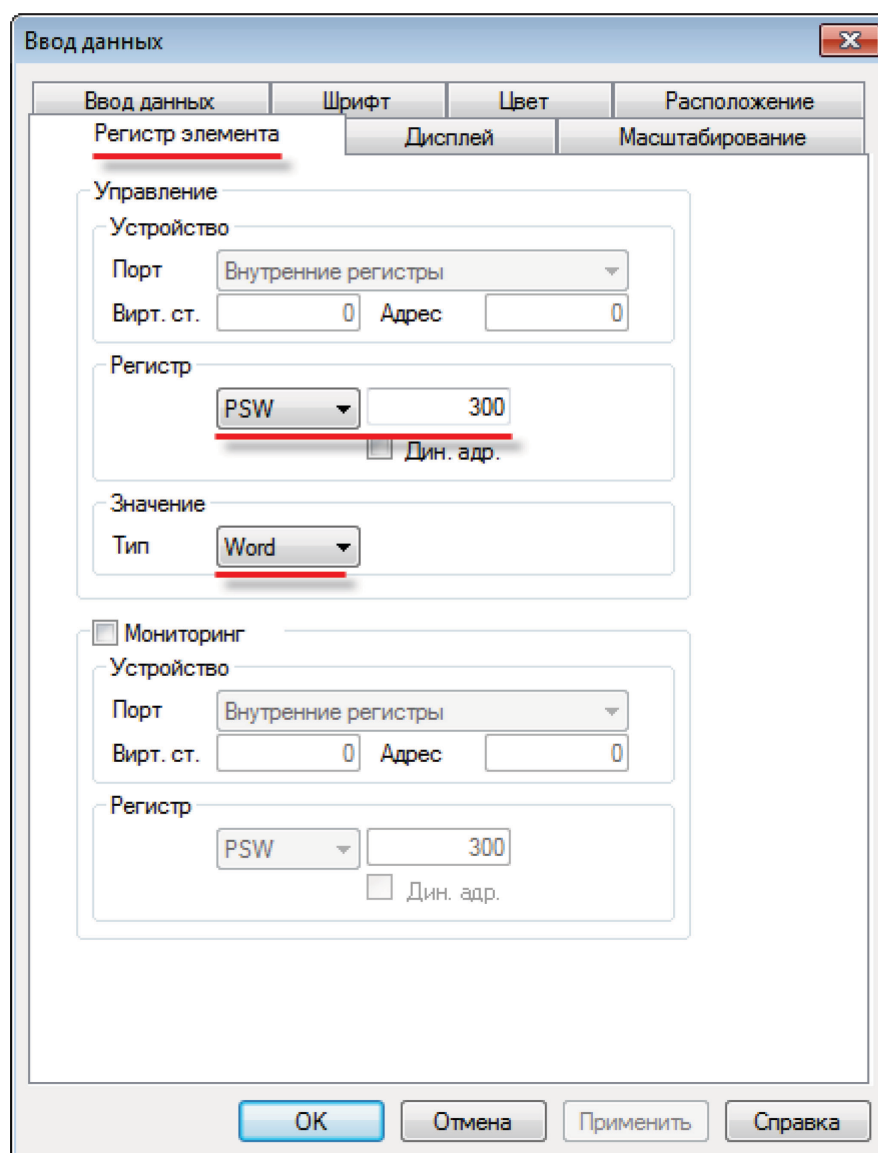 Ввод данных
Ввод данных Шрифт Цвет Расположение
Регистр элемента Дисплей Масштабирование
Управление
Устройство
Порт Внутренние регистры
Вирт. ст. 0 Адрес 0
Регистр
PSW 300
Дин. адр.
Значение
Тип Word
Мониторинг
Устройство
Порт Внутренние регистры
Вирт. ст. 0 Адрес 0
Регистр
PSW 300
Дин. адр.
OK Отмена Применить Справка